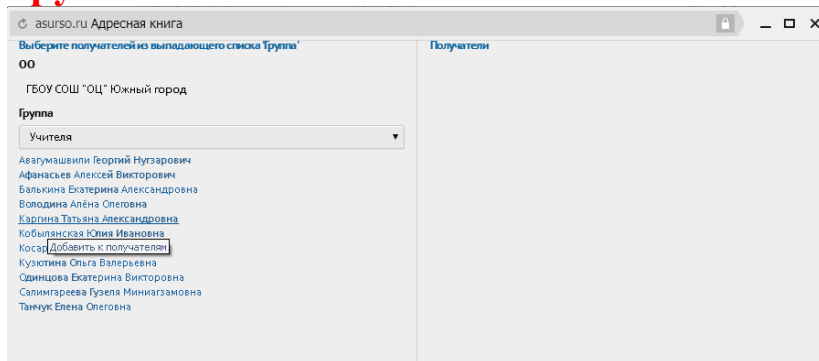 asurso.ru Адресная книга
Выберите получателей из выпадающего списка 'Группа'
Получатели
ОО
ГБОУ СОШ "ОЦ" Южный город
Группа
Учителя
Авагумашвили Георгий Нугзарович
Афанасьев Алексей Викторович
Балькина Екатерина Александровна
Володина Алёна Олеговна
Каргина Татьяна Александровна
Кобылянская Юлия Ивановна
Добавить к получателям
Кузютина Ольга Валерьевна
Одинцова Екатерина Викторовна
Салимгареева Гузеля Миниагзамовна
Танчук Елена Олеговна